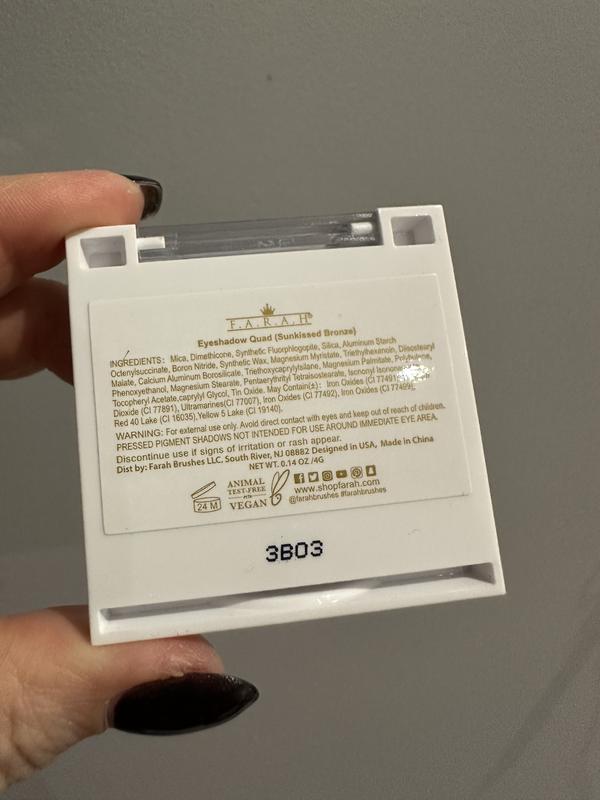 F.A.R.A.H®
Eyeshadow Quad (Sunkissed Bronze)
INGREDIENTS: Mica, Dimethicone, Synthetic Fluorphlogopite, Silica, Aluminum Starch
Octenylsuccinate, Boron Nitride, Synthetic Wax, Magnesium Myristate, Triethylhexanoin, Diisostearyl
Malate, Calcium Aluminum Borosilicate, Triethoxycaprylylsilane, Magnesium Palmitate,
Phenoxyethanol, Magnesium Stearate, Pentaerythrityl Tetraisostearate, Isononyl
Tocopheryl Acetate,caprylyl Glycol, Tin Oxide. May Contain(±): Iron Oxides (CI 77491),
Dioxide (CI 77891), Ultramarines(CI 77007), Iron Oxides (CI 77492), Iron Oxides (CI 77499),
Red 40 Lake (CI 16035),Yellow 5 Lake (CI 19140).
WARNING: For external use only. Avoid direct contact with eyes and keep out of reach of children.
PRESSED PIGMENT SHADOWS NOT INTENDED FOR USE AROUND IMMEDIATE EYE AREA.
Discontinue use if signs of irritation or rash appear.
Dist by: Farah Brushes LLC, South River, NJ 08882 Designed in USA, Made in China
NET WT. 0.14 OZ /4G
24 M
ANIMAL
TEST-FREE
PETA
VEGAN
www.shopfarah.com
@farahbrushes #farahbrushes
3B03